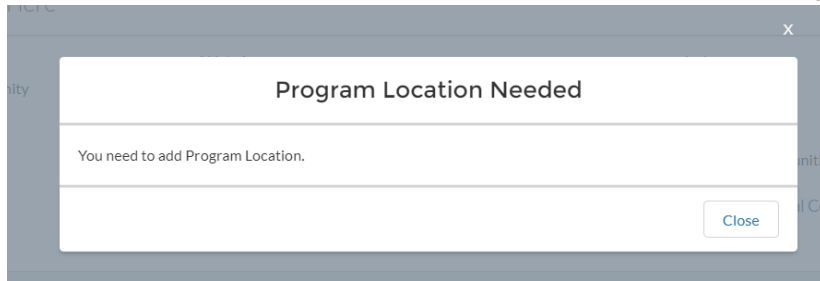 x
Program Location Needed
You need to add Program Location.
Close